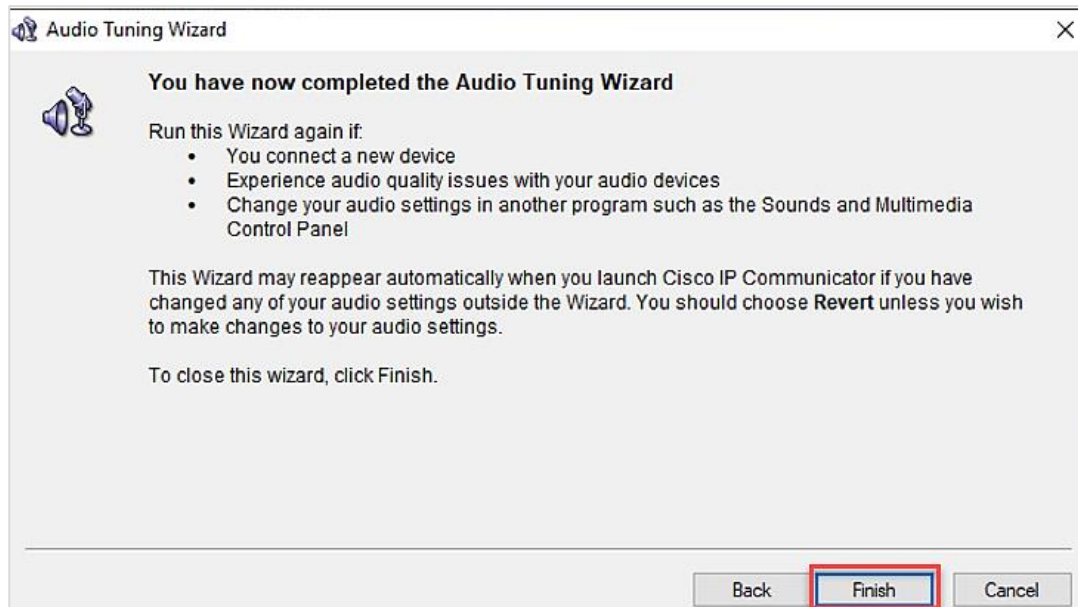 Audio Tuning Wizard
You have now completed the Audio Tuning Wizard
Run this Wizard again if:
• You connect a new device
• Experience audio quality issues with your audio devices
• Change your audio settings in another program such as the Sounds and Multimedia
Control Panel
This Wizard may reappear automatically when you launch Cisco IP Communicator if you have
changed any of your audio settings outside the Wizard. You should choose Revert unless you wish
to make changes to your audio settings.
To close this wizard, click Finish.
Back Finish Cancel